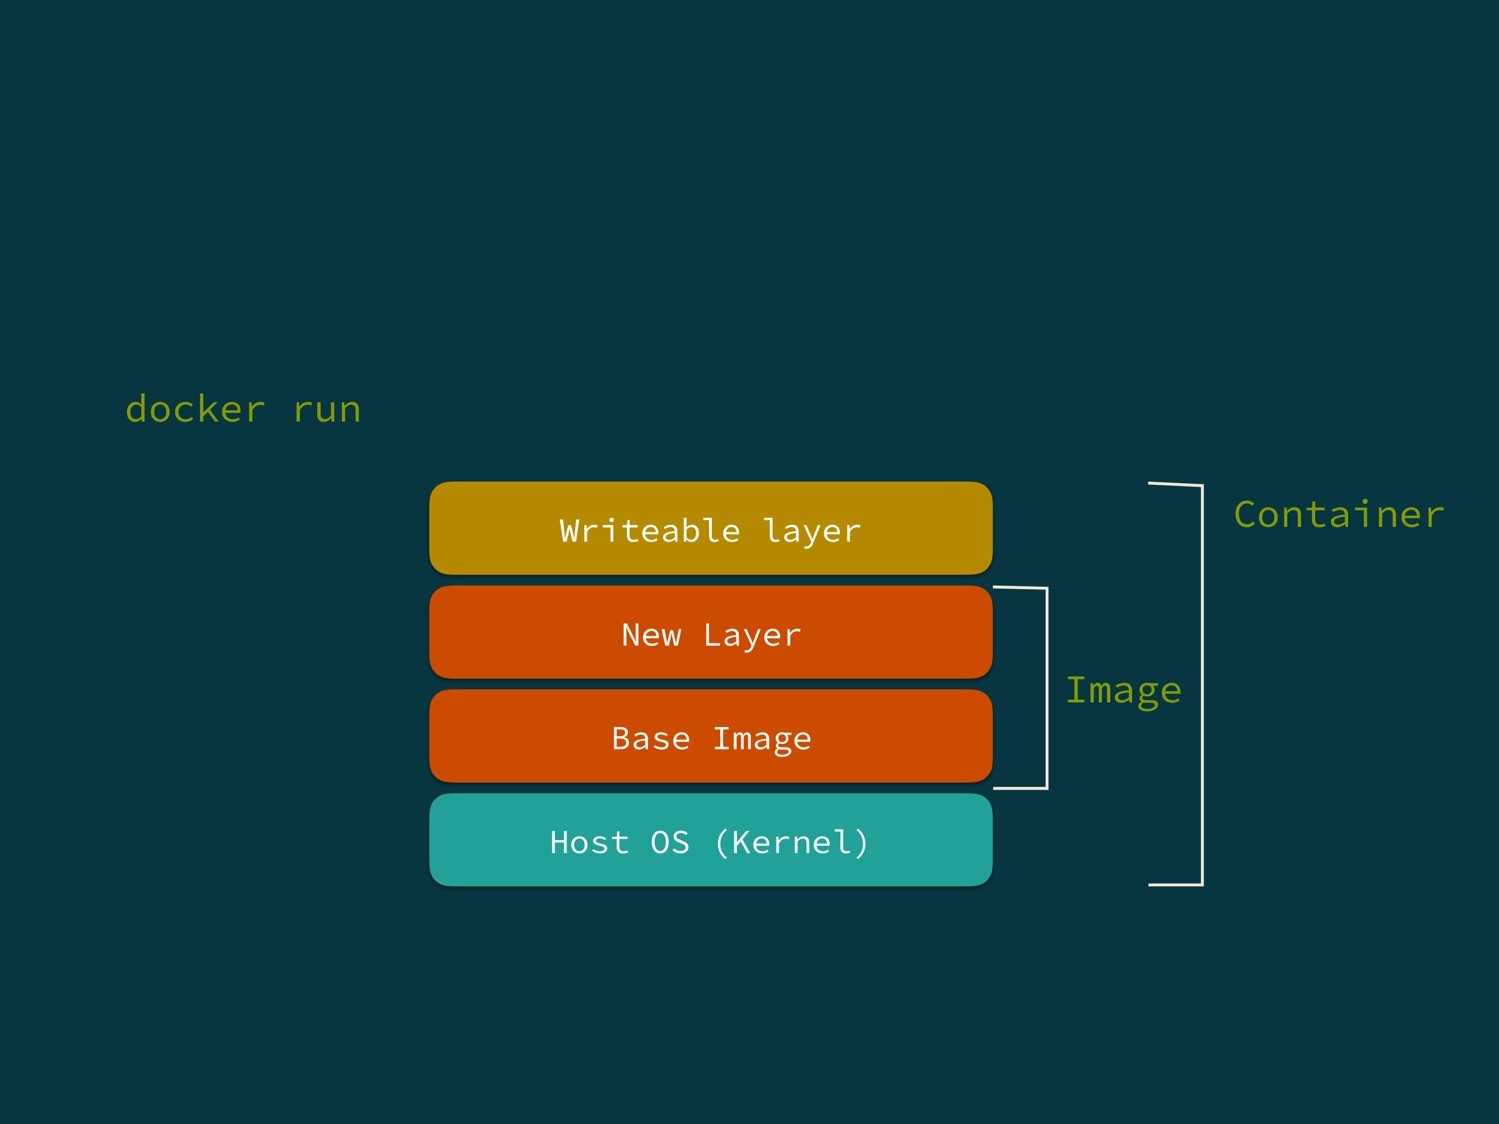 docker run
Writeable layer
Container
New Layer
Image
Base Image
Host OS (Kernel)